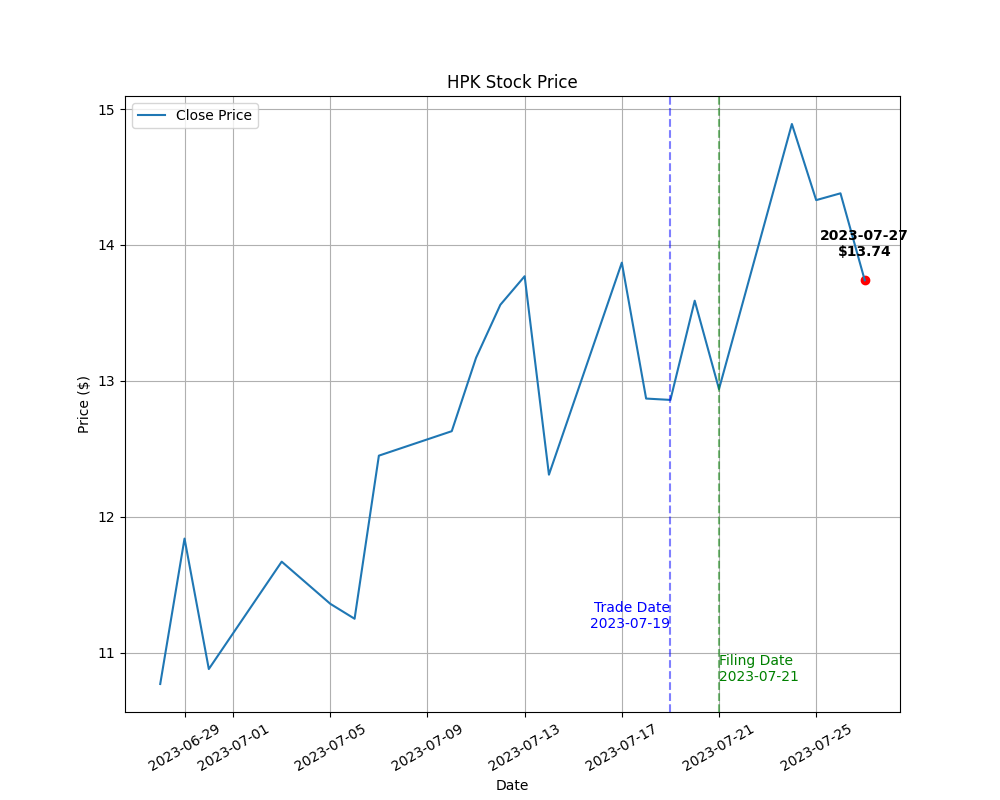 HPK Stock Price
Close Price
15
14
13
12
11
Price ($)
2023-07-27
$13.74
Trade Date
2023-07-19
Filing Date
2023-07-21
2023-06-29
2023-07-01
2023-07-05
2023-07-09
2023-07-13
2023-07-17
2023-07-21
2023-07-25
Date